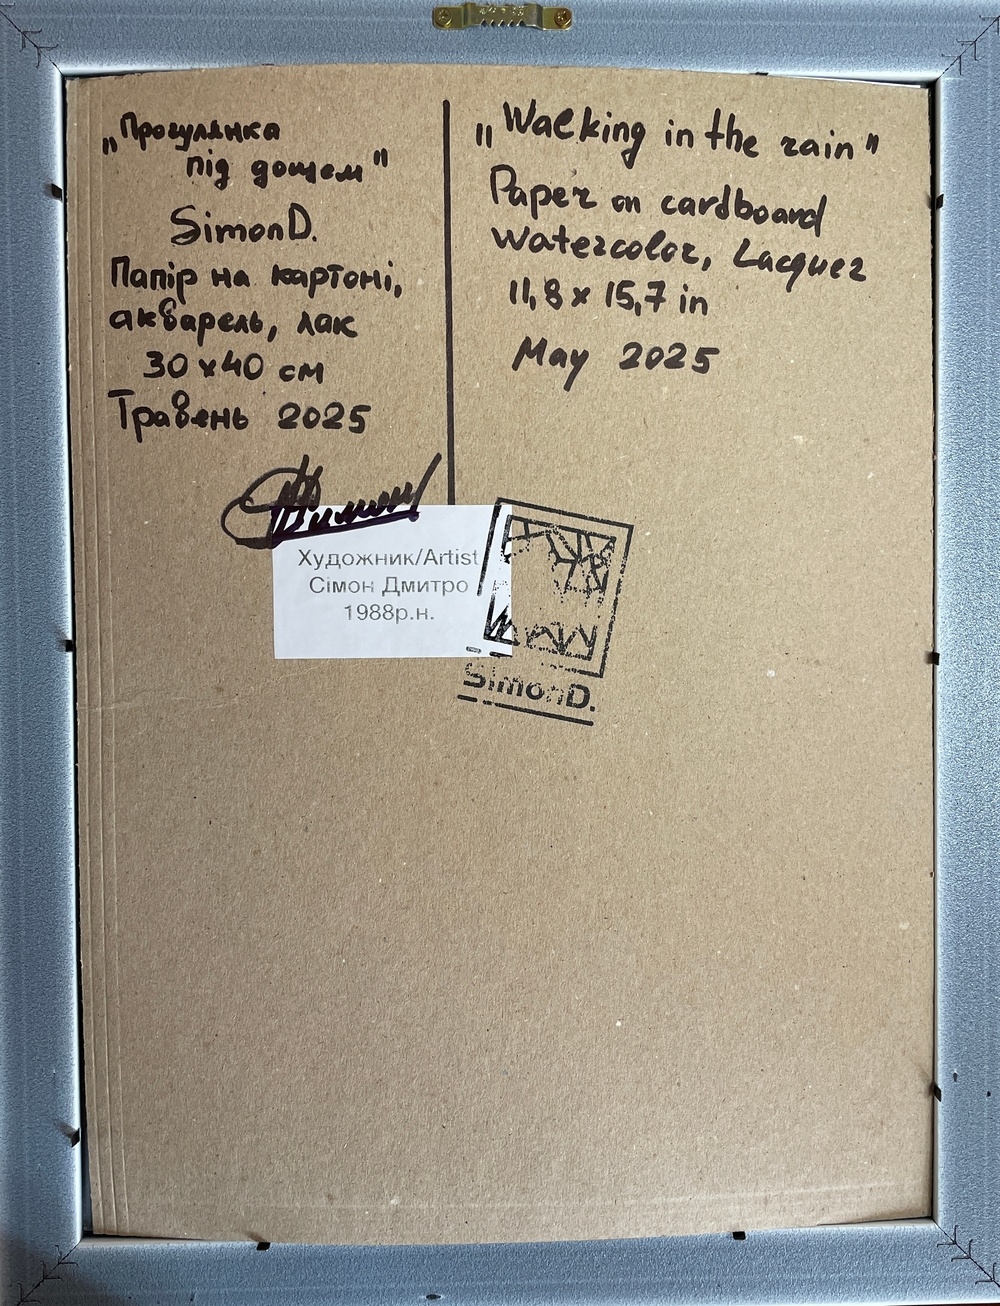 „Прогулянка
під дощем"
SimonD.
Папір на картоні,
акварель, лак
30 x 40 см
Травень 2025
„Walking in the rain"
Paper on cardboard
watercolor, Lacquer
11,8 x 15,7 in
May 2025
Художник/Artist
Сімон Дмитро
1988р.н.
SimonD.